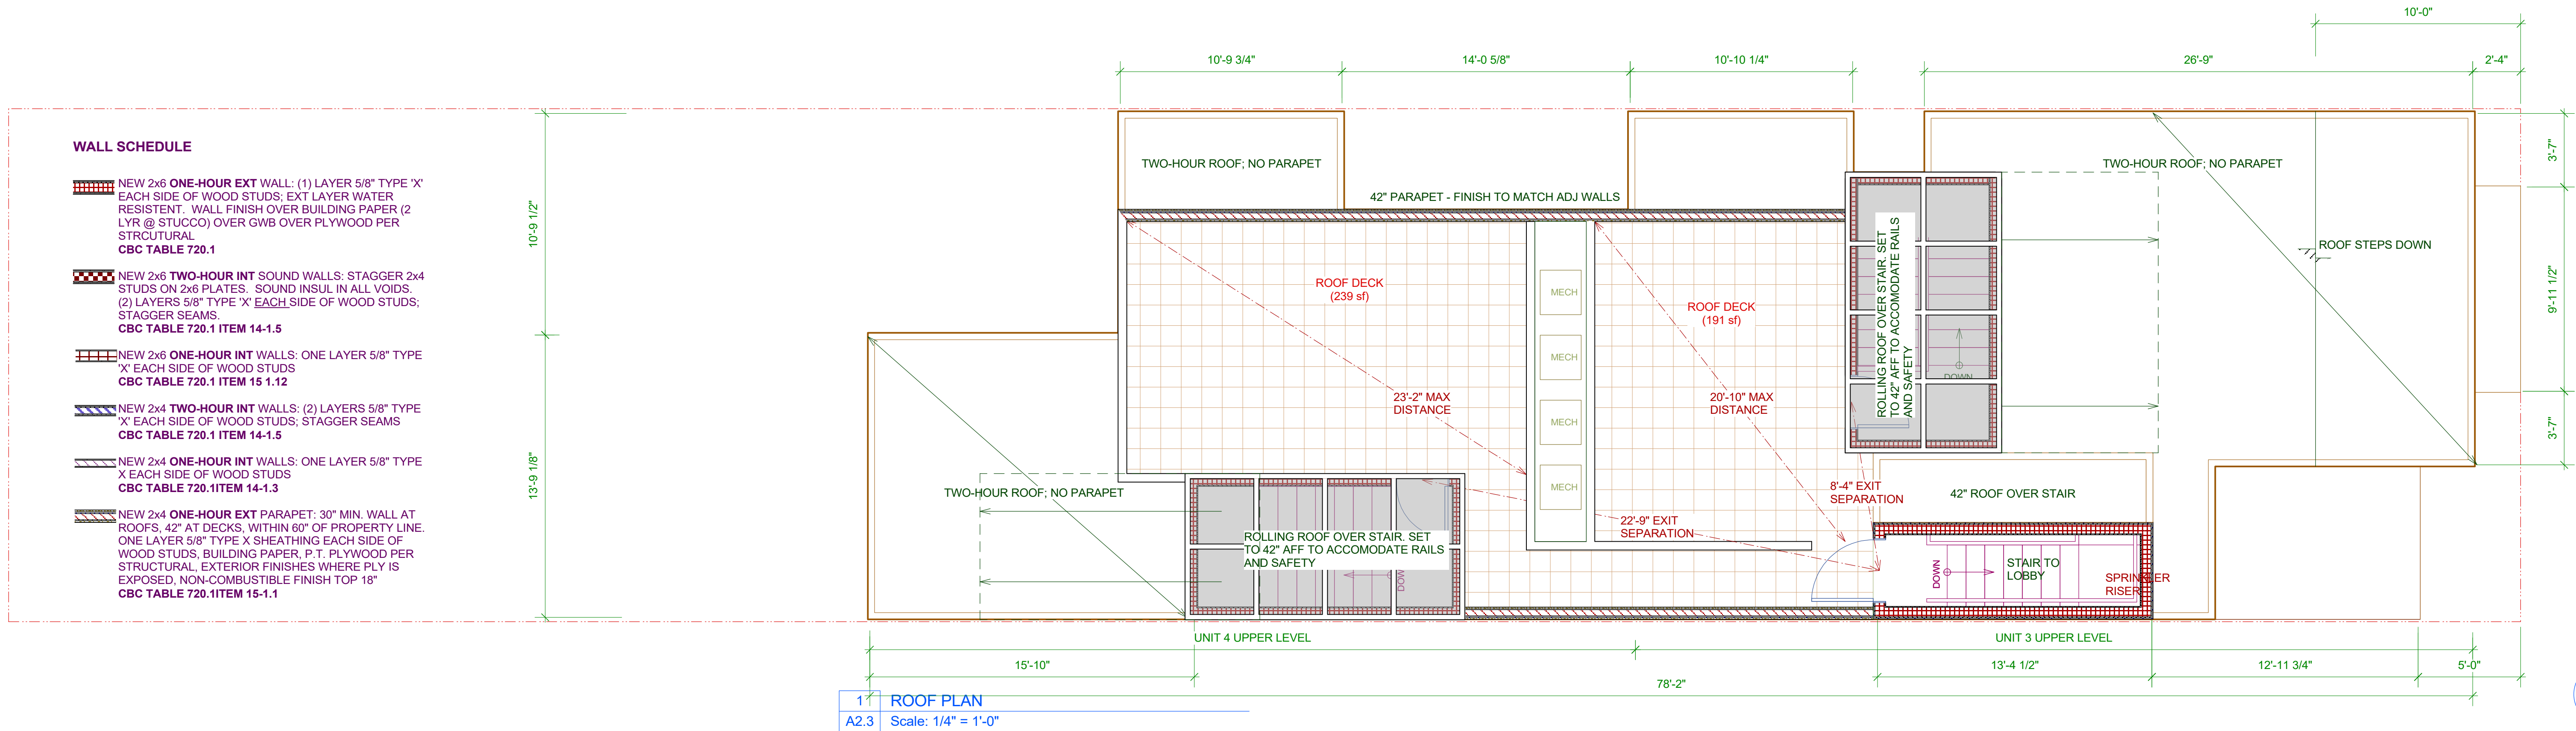 10'-0"
10'-9 3/4"
14'-0 5/8"
10'-10 1/4"
26'-9"
2'-4"
WALL SCHEDULE
NEW 2x6 ONE-HOUR EXT WALL: (1) LAYER 5/8" TYPE 'X'
EACH SIDE OF WOOD STUDS; EXT LAYER WATER
RESISTENT. WALL FINISH OVER BUILDING PAPER (2
LYR @ STUCCO) OVER GWB OVER PLYWOOD PER
STRCUTURAL
CBC TABLE 720.1
NEW 2x6 TWO-HOUR INT SOUND WALLS: STAGGER 2x4
STUDS ON 2x6 PLATES. SOUND INSUL IN ALL VOIDS.
(2) LAYERS 5/8" TYPE 'X' EACH SIDE OF WOOD STUDS;
STAGGER SEAMS.
CBC TABLE 720.1 ITEM 14-1.5
NEW 2x6 ONE-HOUR INT WALLS: ONE LAYER 5/8" TYPE
'X' EACH SIDE OF WOOD STUDS
CBC TABLE 720.1 ITEM 15 1.12
NEW 2x4 TWO-HOUR INT WALLS: (2) LAYERS 5/8" TYPE
'X' EACH SIDE OF WOOD STUDS; STAGGER SEAMS
CBC TABLE 720.1 ITEM 14-1.5
NEW 2x4 ONE-HOUR INT WALLS: ONE LAYER 5/8" TYPE
X EACH SIDE OF WOOD STUDS
CBC TABLE 720.1ITEM 14-1.3
NEW 2x4 ONE-HOUR EXT PARAPET: 30" MIN. WALL AT
ROOFS, 42" AT DECKS, WITHIN 60" OF PROPERTY LINE.
ONE LAYER 5/8" TYPE X SHEATHING EACH SIDE OF
WOOD STUDS, BUILDING PAPER, P.T. PLYWOOD PER
STRUCTURAL, EXTERIOR FINISHES WHERE PLY IS
EXPOSED, NON-COMBUSTIBLE FINISH TOP 18"
CBC TABLE 720.1ITEM 15-1.1
10'-9 1/2"
13'-9 1/8"
TWO-HOUR ROOF; NO PARAPET
42" PARAPET - FINISH TO MATCH ADJ WALLS
TWO-HOUR ROOF; NO PARAPET
ROOF STEPS DOWN
3'-7"
9'-11 1/2"
3'-7"
ROOF DECK
(239 sf)
MECH
MECH
MECH
MECH
ROOF DECK
(191 sf)
ROLLING ROOF OVER STAIR. SET
TO 42" AFF TO ACCOMODATE RAILS
AND SAFETY
DOWN
23'-2" MAX
DISTANCE
20'-10" MAX
DISTANCE
8'-4" EXIT
SEPARATION
42" ROOF OVER STAIR
TWO-HOUR ROOF; NO PARAPET
22'-9" EXIT
SEPARATION
ROLLING ROOF OVER STAIR. SET
TO 42" AFF TO ACCOMODATE RAILS
AND SAFETY
DOWN
DOWN
STAIR TO
LOBBY
SPRINKLER
RISER
UNIT 4 UPPER LEVEL
UNIT 3 UPPER LEVEL
15'-10"
13'-4 1/2"
12'-11 3/4"
5'-0"
78'-2"
1
ROOF PLAN
A2.3
Scale: 1/4" = 1'-0"